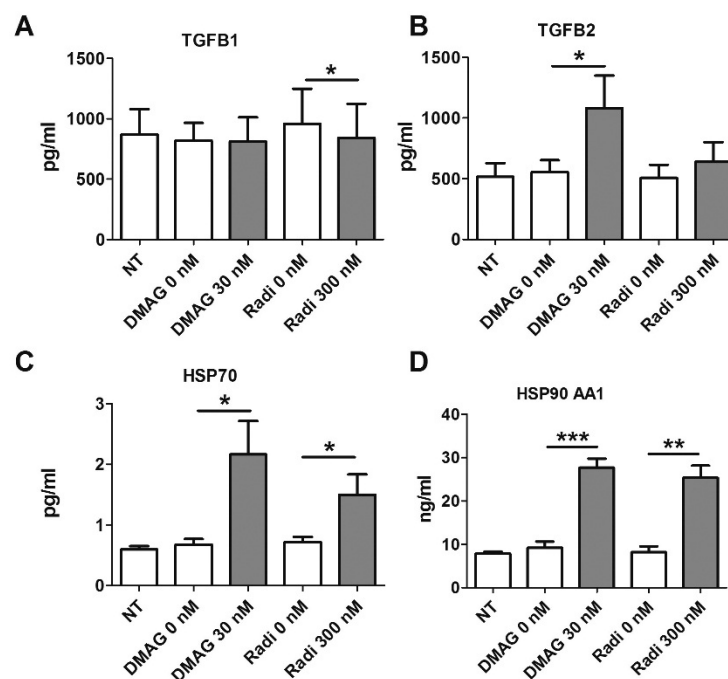 A
TGFB1
*
1500
1000
500
0
pg/ml
NT
DMAG 0 nM
DMAG 30 nM
Radi 0 nM
Radi 300 nM
B
TGFB2
*
1500
1000
500
0
pg/ml
NT
DMAG 0 nM
DMAG 30 nM
Radi 0 nM
Radi 300 nM
C
HSP70
*
*
3
2
1
0
pg/ml
NT
DMAG 0 nM
DMAG 30 nM
Radi 0 nM
Radi 300 nM
D
HSP90 AA1
***
**
40
30
20
10
0
ng/ml
NT
DMAG 0 nM
DMAG 30 nM
Radi 0 nM
Radi 300 nM